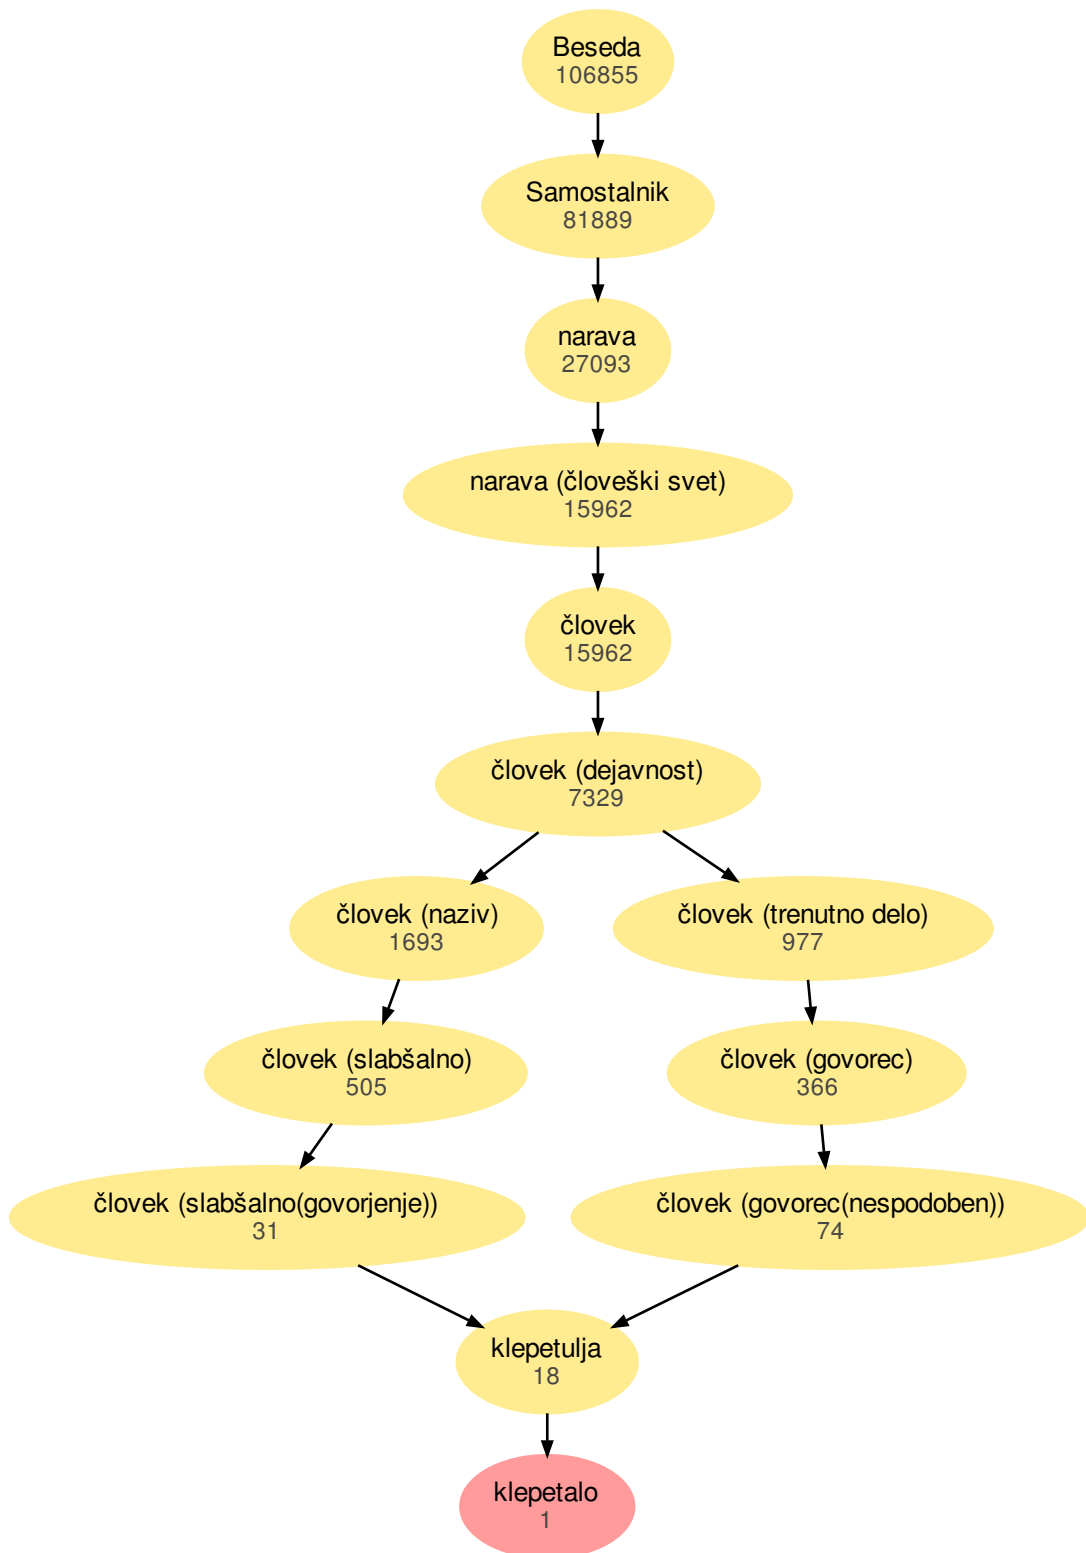 Beseda
106855
Samostalnik
81889
narava
27093
narava (človeški svet)
15962
človek
15962
človek (dejavnost)
7329
človek (naziv)
1693
človek (trenutno delo)
977
človek (slabšalno)
505
človek (govorec)
366
človek (slabšalno(govorjenje))
31
človek (govorec(nespodoben))
74
klepetulja
18
klepetalo
1